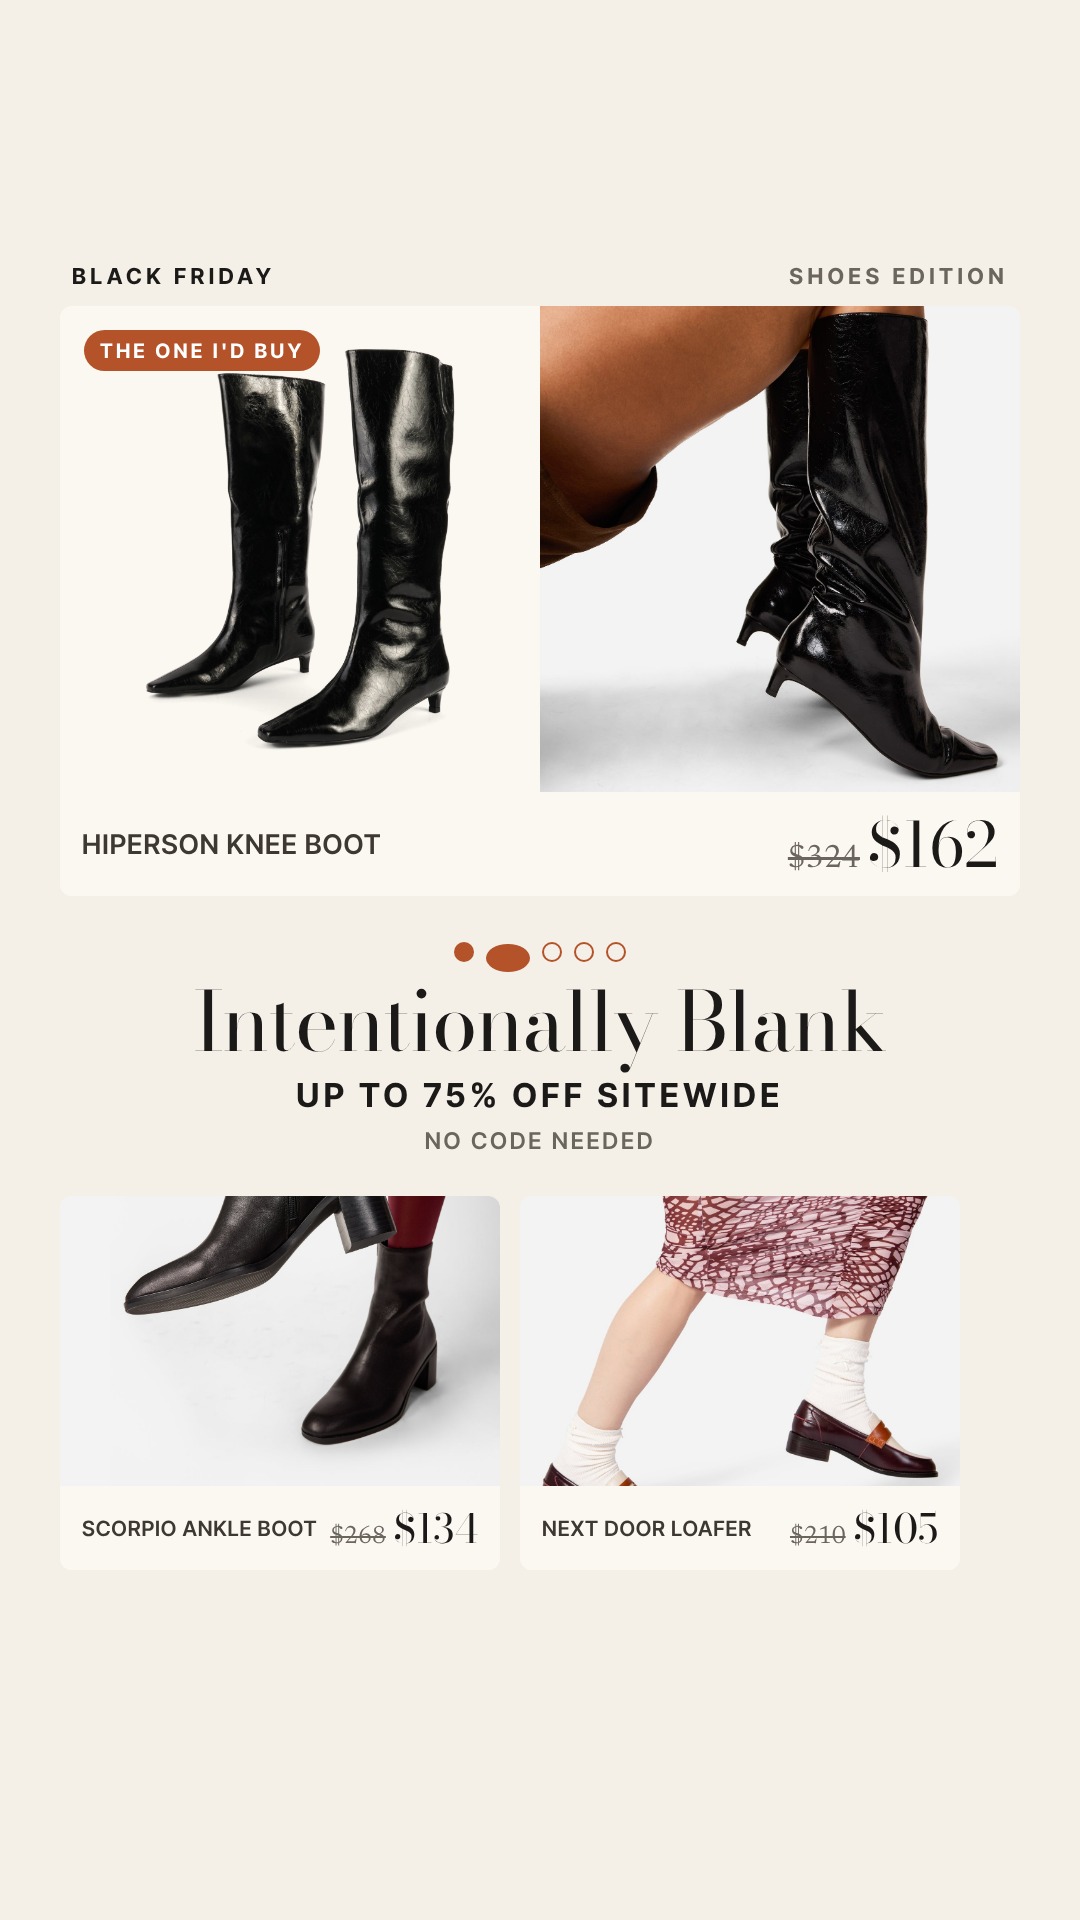 BLACK FRIDAY
SHOES EDITION
THE ONE I'D BUY
HIPERSON KNEE BOOT
$324 $162
Intentionally Blank
UP TO 75% OFF SITEWIDE
NO CODE NEEDED
SCORPIO ANKLE BOOT $268 $134
NEXT DOOR LOAFER $210 $105